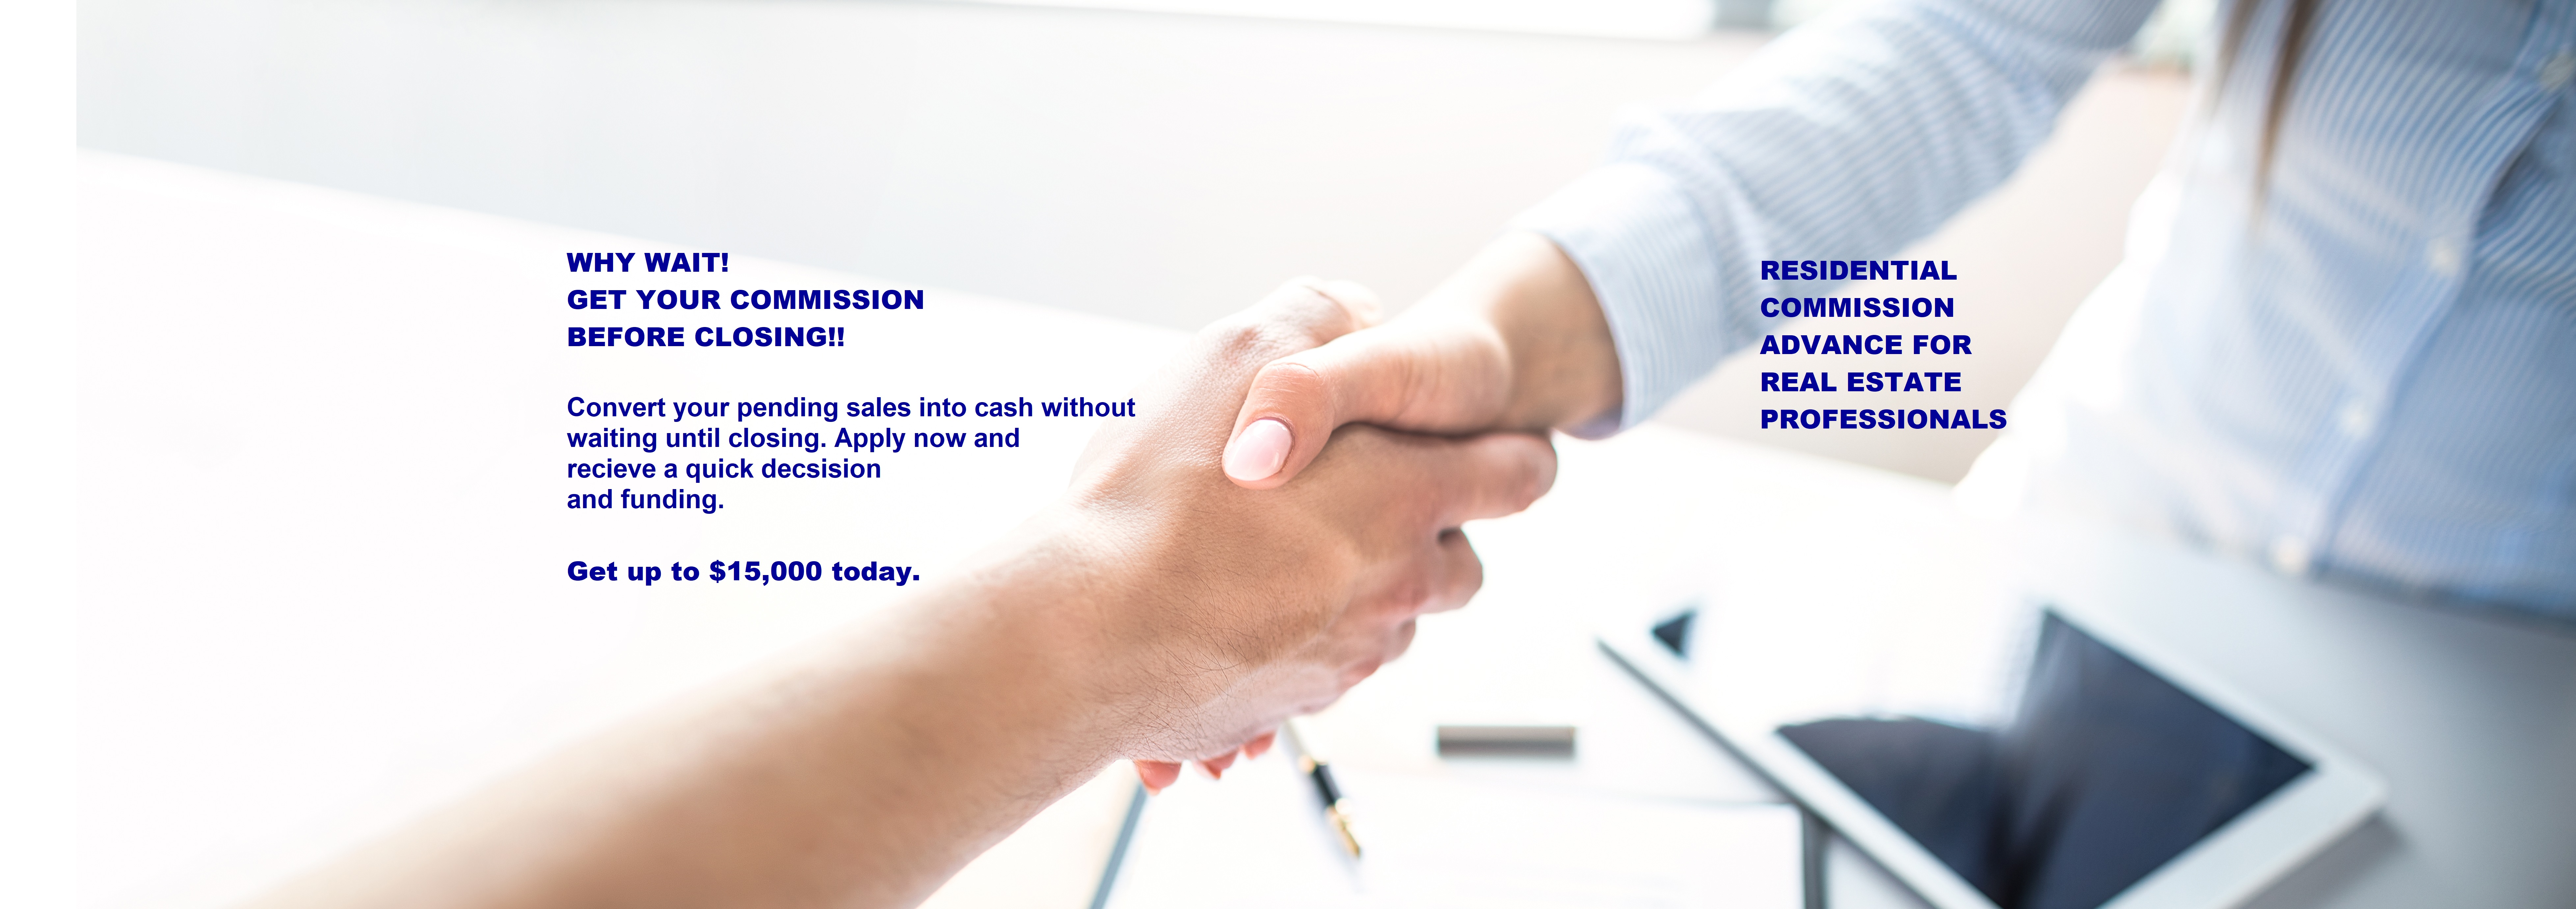 WHY WAIT!
GET YOUR COMMISSION
BEFORE CLOSING!!
Convert your pending sales into cash without
waiting until closing. Apply now and
recieve a quick decsision
and funding.
Get up to $15,000 today.
RESIDENTIAL
COMMISSION
ADVANCE FOR
REAL ESTATE
PROFESSIONALS